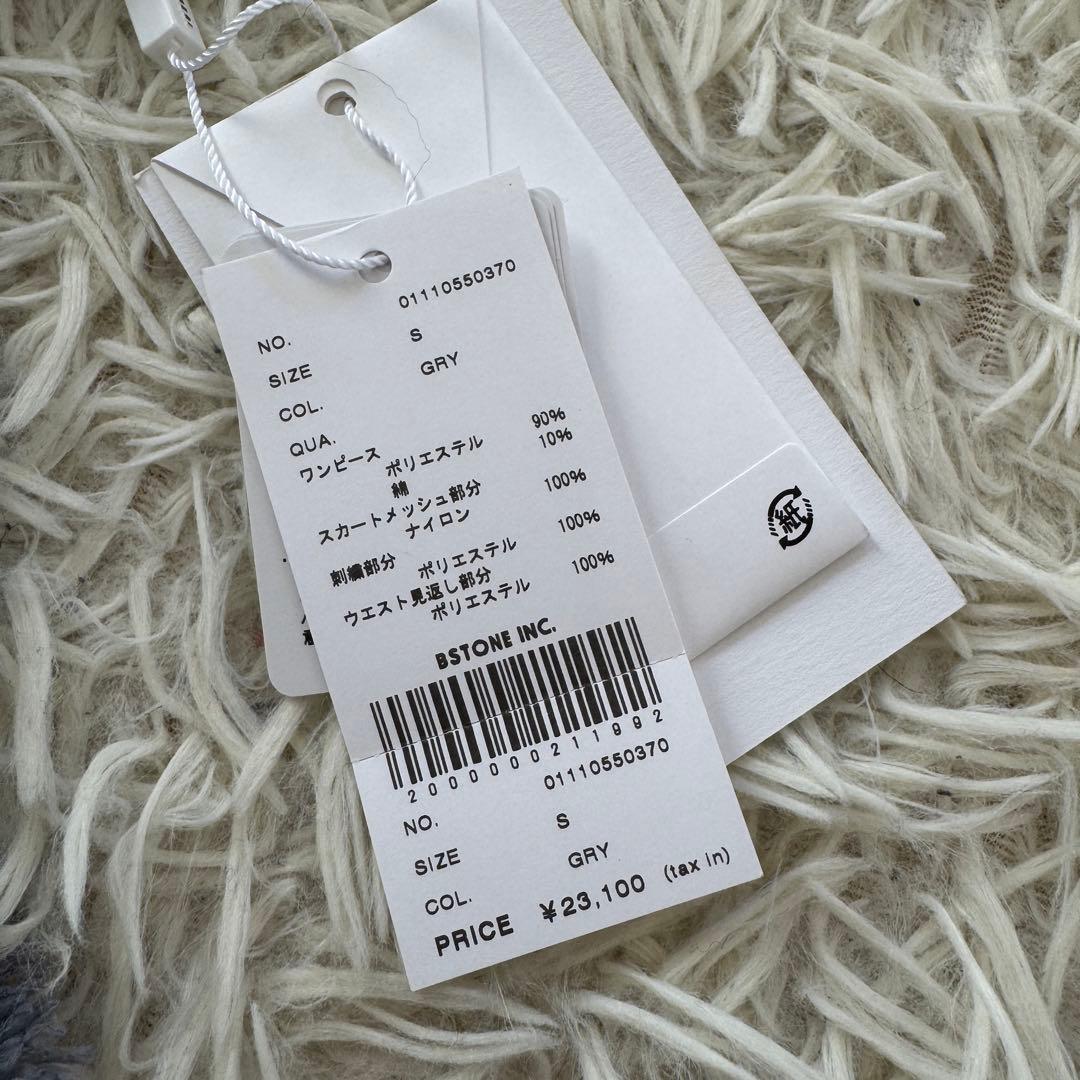 NO. 01110550370
SIZE S
COL. GRY
QUA.
ワンピース
ポリエステル 90%
綿 10%
スカートメッシュ部分
ナイロン 100%
刺繍部分
ポリエステル 100%
ウエスト見返し部分
ポリエステル 100%
BSTONE INC.
2000000211992
NO. 01110550370
SIZE S
COL. GRY
PRICE ¥23,100 (tax in)
紙